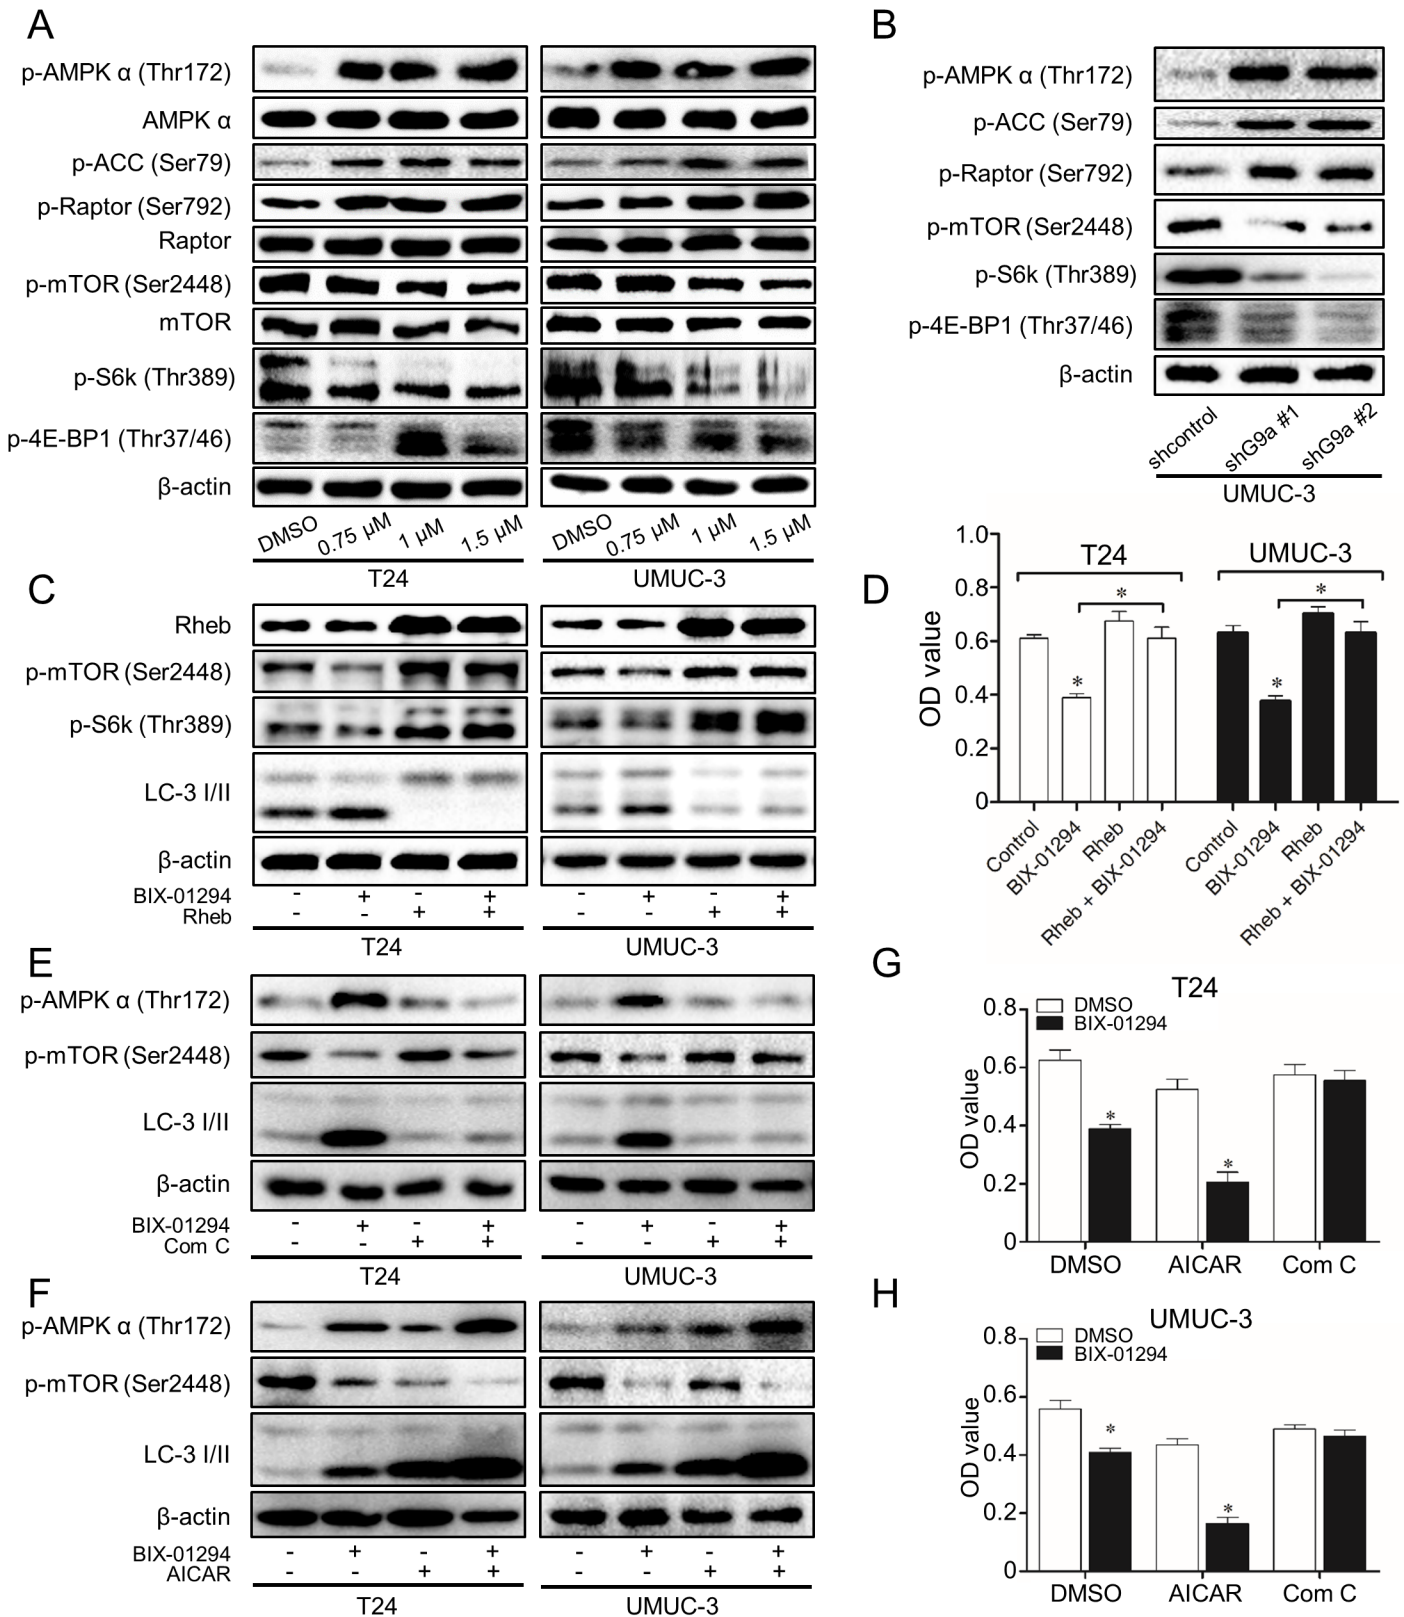 A
p-AMPK α (Thr172)
AMPK α
p-ACC (Ser79)
p-Raptor (Ser792)
Raptor
p-mTOR (Ser2448)
mTOR
p-S6k (Thr389)
p-4E-BP1 (Thr37/46)
β-actin
DMSO 0.75 μM 1 μM 1.5 μM DMSO 0.75 μM 1 μM 1.5 μM
T24 UMUC-3
B
p-AMPK α (Thr172)
p-ACC (Ser79)
p-Raptor (Ser792)
p-mTOR (Ser2448)
p-S6k (Thr389)
p-4E-BP1 (Thr37/46)
β-actin
shcontrol shG9a #1 shG9a #2
UMUC-3
C
Rheb
p-mTOR (Ser2448)
p-S6k (Thr389)
LC-3 I/II
β-actin
BIX-01294 - + - + - + - +
Rheb - - + + - - + +
T24 UMUC-3
D
T24 UMUC-3
OD value
1.0
0.8
0.6
0.4
0.2
0
* * * *
Control BIX-01294 Rheb Rheb + BIX-01294 Control BIX-01294 Rheb Rheb + BIX-01294
E
p-AMPK α (Thr172)
p-mTOR (Ser2448)
LC-3 I/II
β-actin
BIX-01294 - + - + - + - +
Com C - - + + - - + +
T24 UMUC-3
F
p-AMPK α (Thr172)
p-mTOR (Ser2448)
LC-3 I/II
β-actin
BIX-01294 - + - + - + - +
AICAR - - + + - - + +
T24 UMUC-3
G
T24
DMSO
BIX-01294
OD value
0.8
0.6
0.4
0.2
0
* *
DMSO AICAR Com C
H
UMUC-3
DMSO
BIX-01294
OD value
0.8
0.6
0.4
0.2
0
* *
DMSO AICAR Com C